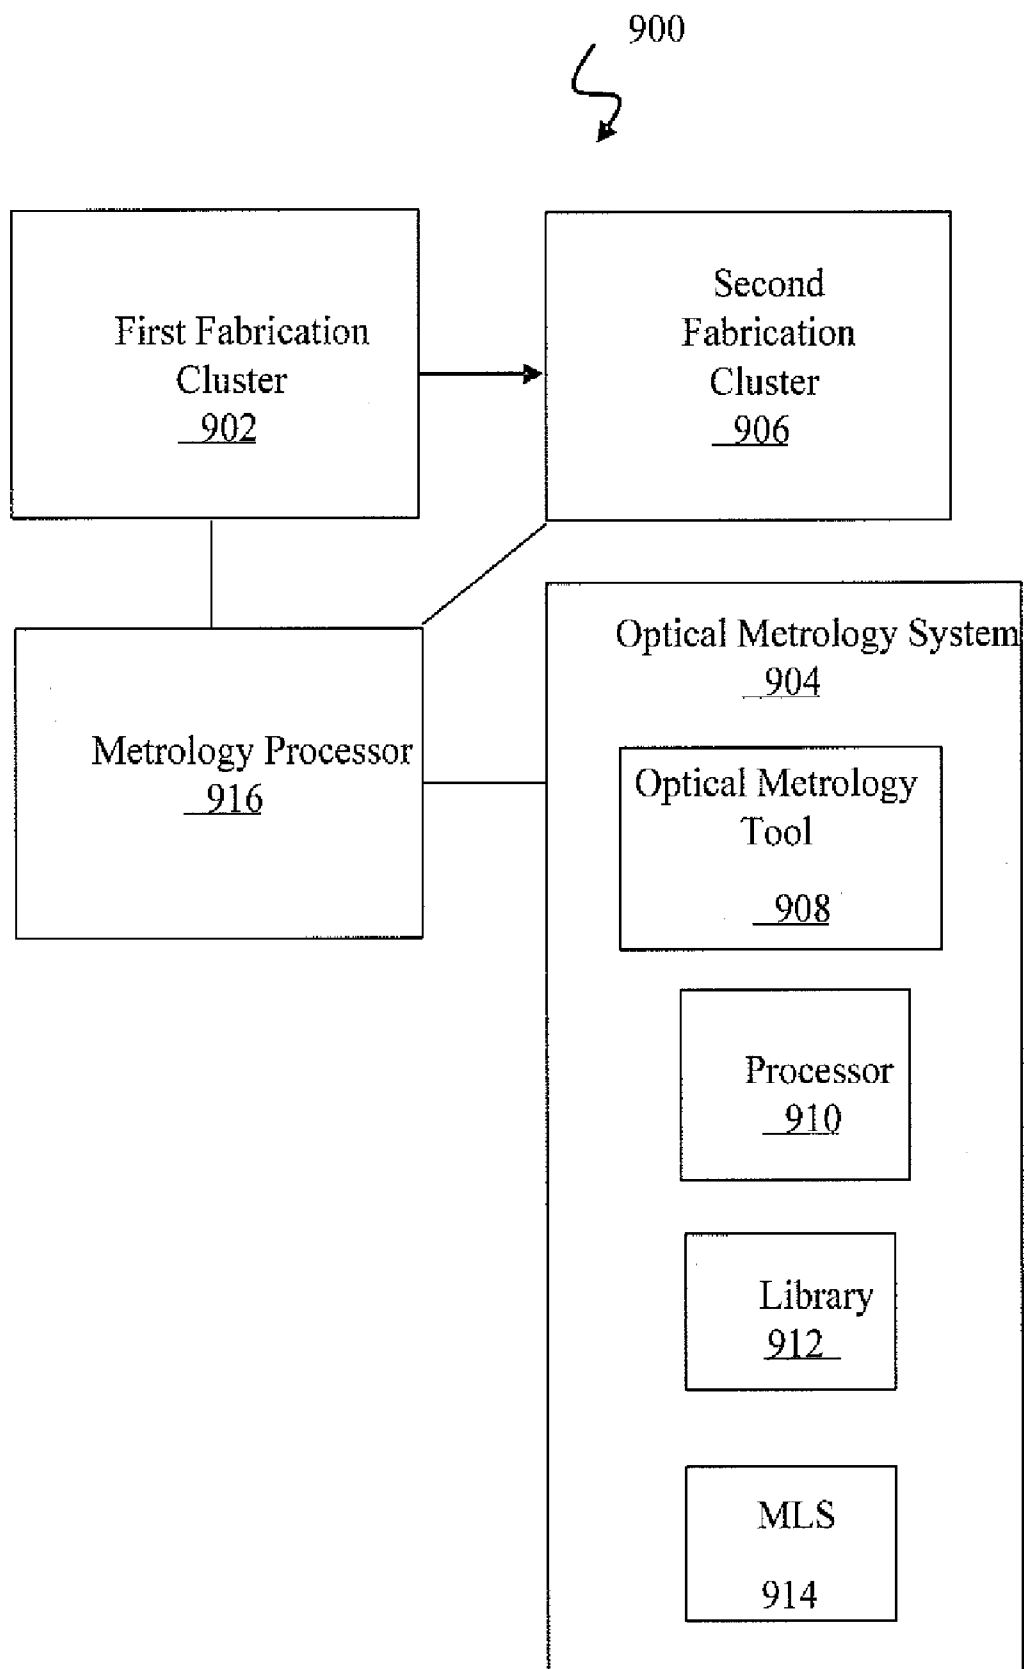 900
First Fabrication
Cluster
902
Second
Fabrication
Cluster
906
Metrology Processor
916
Optical Metrology System
904
Optical Metrology
Tool
908
Processor
910
Library
912
MLS
914